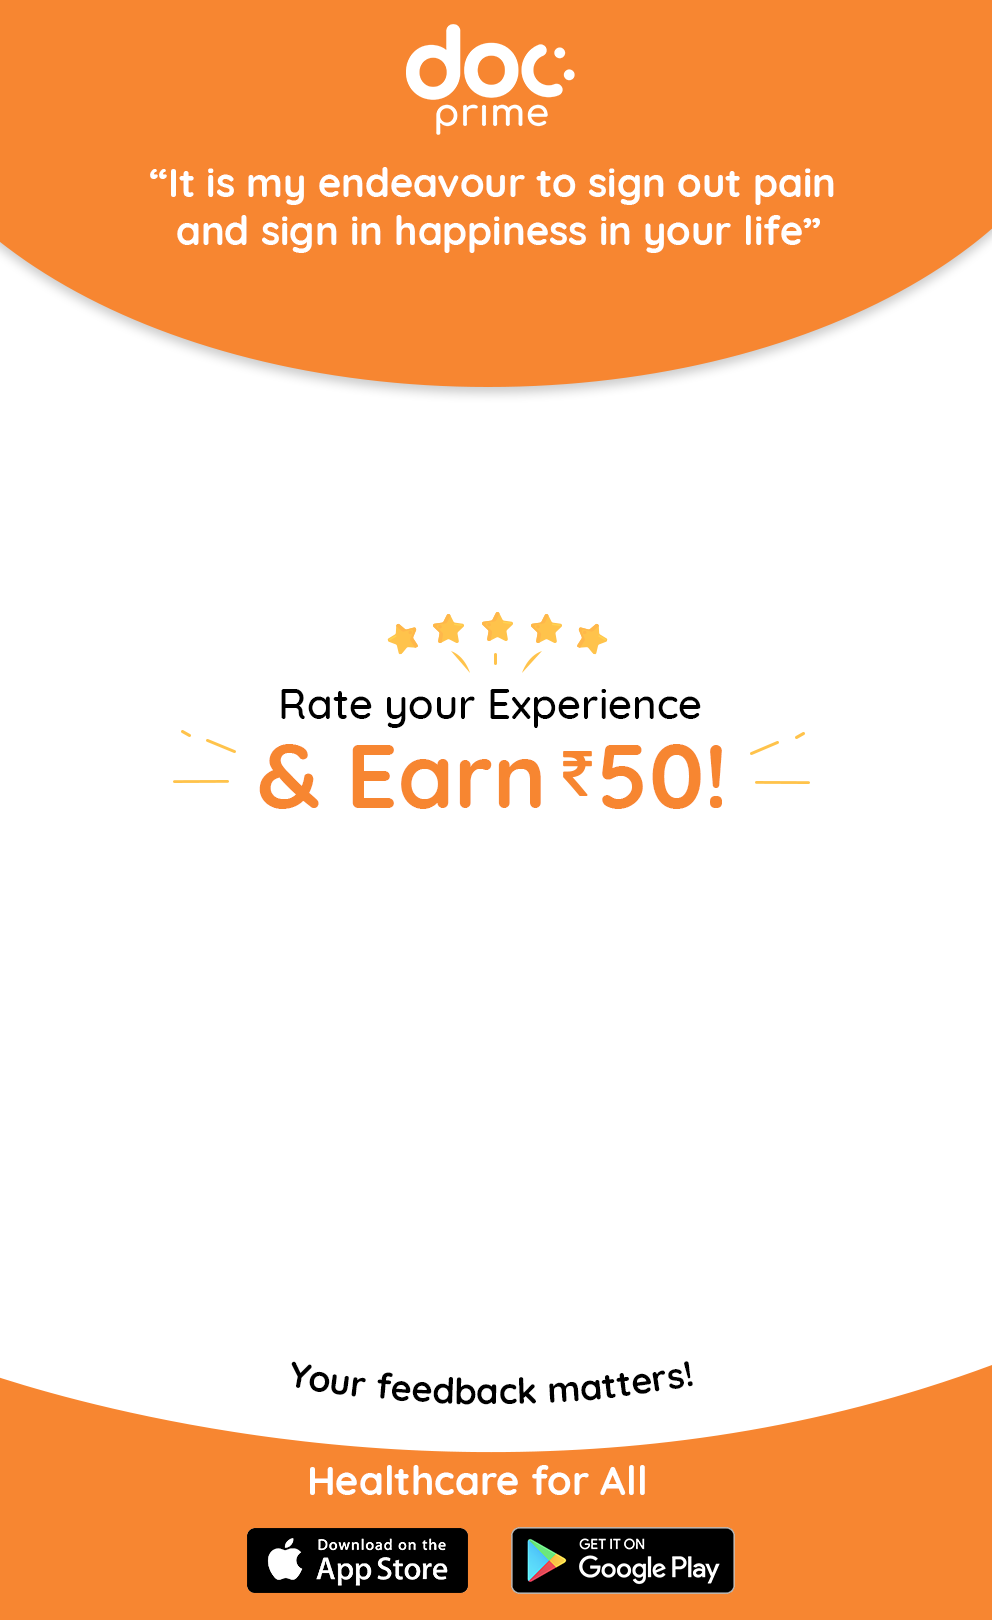 doc
prime
“It is my endeavour to sign out pain
and sign in happiness in your life”
Rate your Experience
& Earn ₹50!
Your feedback matters!
Healthcare for All
Download on the
App Store
GET IT ON
Google Play